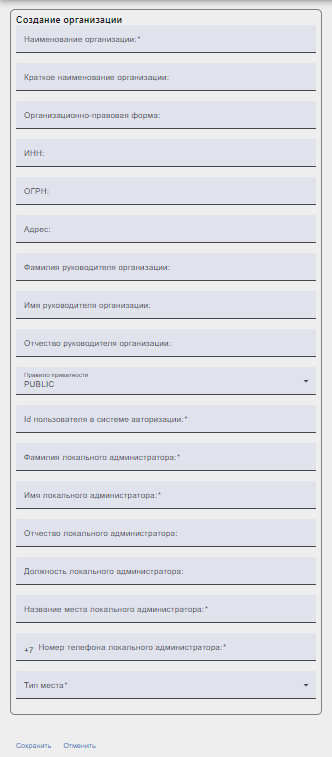 Создание организации
Наименование организации:*
Краткое наименование организации:
Организационно-правовая форма:
ИНН:
ОГРН:
Адрес:
Фамилия руководителя организации:
Имя руководителя организации:
Отчество руководителя организации:
Правило приватности
PUBLIC
Id пользователя в системе авторизации:*
Фамилия локального администратора:*
Имя локального администратора:*
Отчество локального администратора:
Должность локального администратора:
Название места локального администратора:*
+7 Номер телефона локального администратора:*
Тип места*
Сохранить Отменить